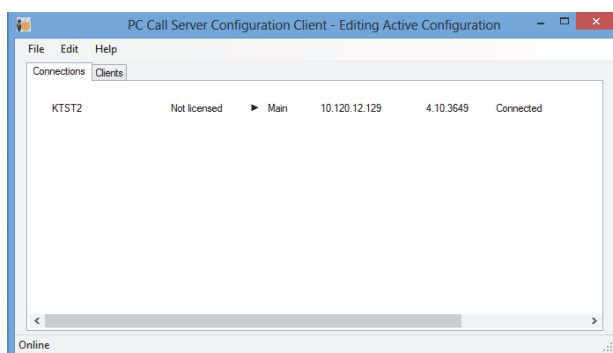 PC Call Server Configuration Client - Editing Active Configuration
File Edit Help
Connections Clients
KTST2 Not licensed ► Main 10.120.12.129 4.10.3649 Connected
Online